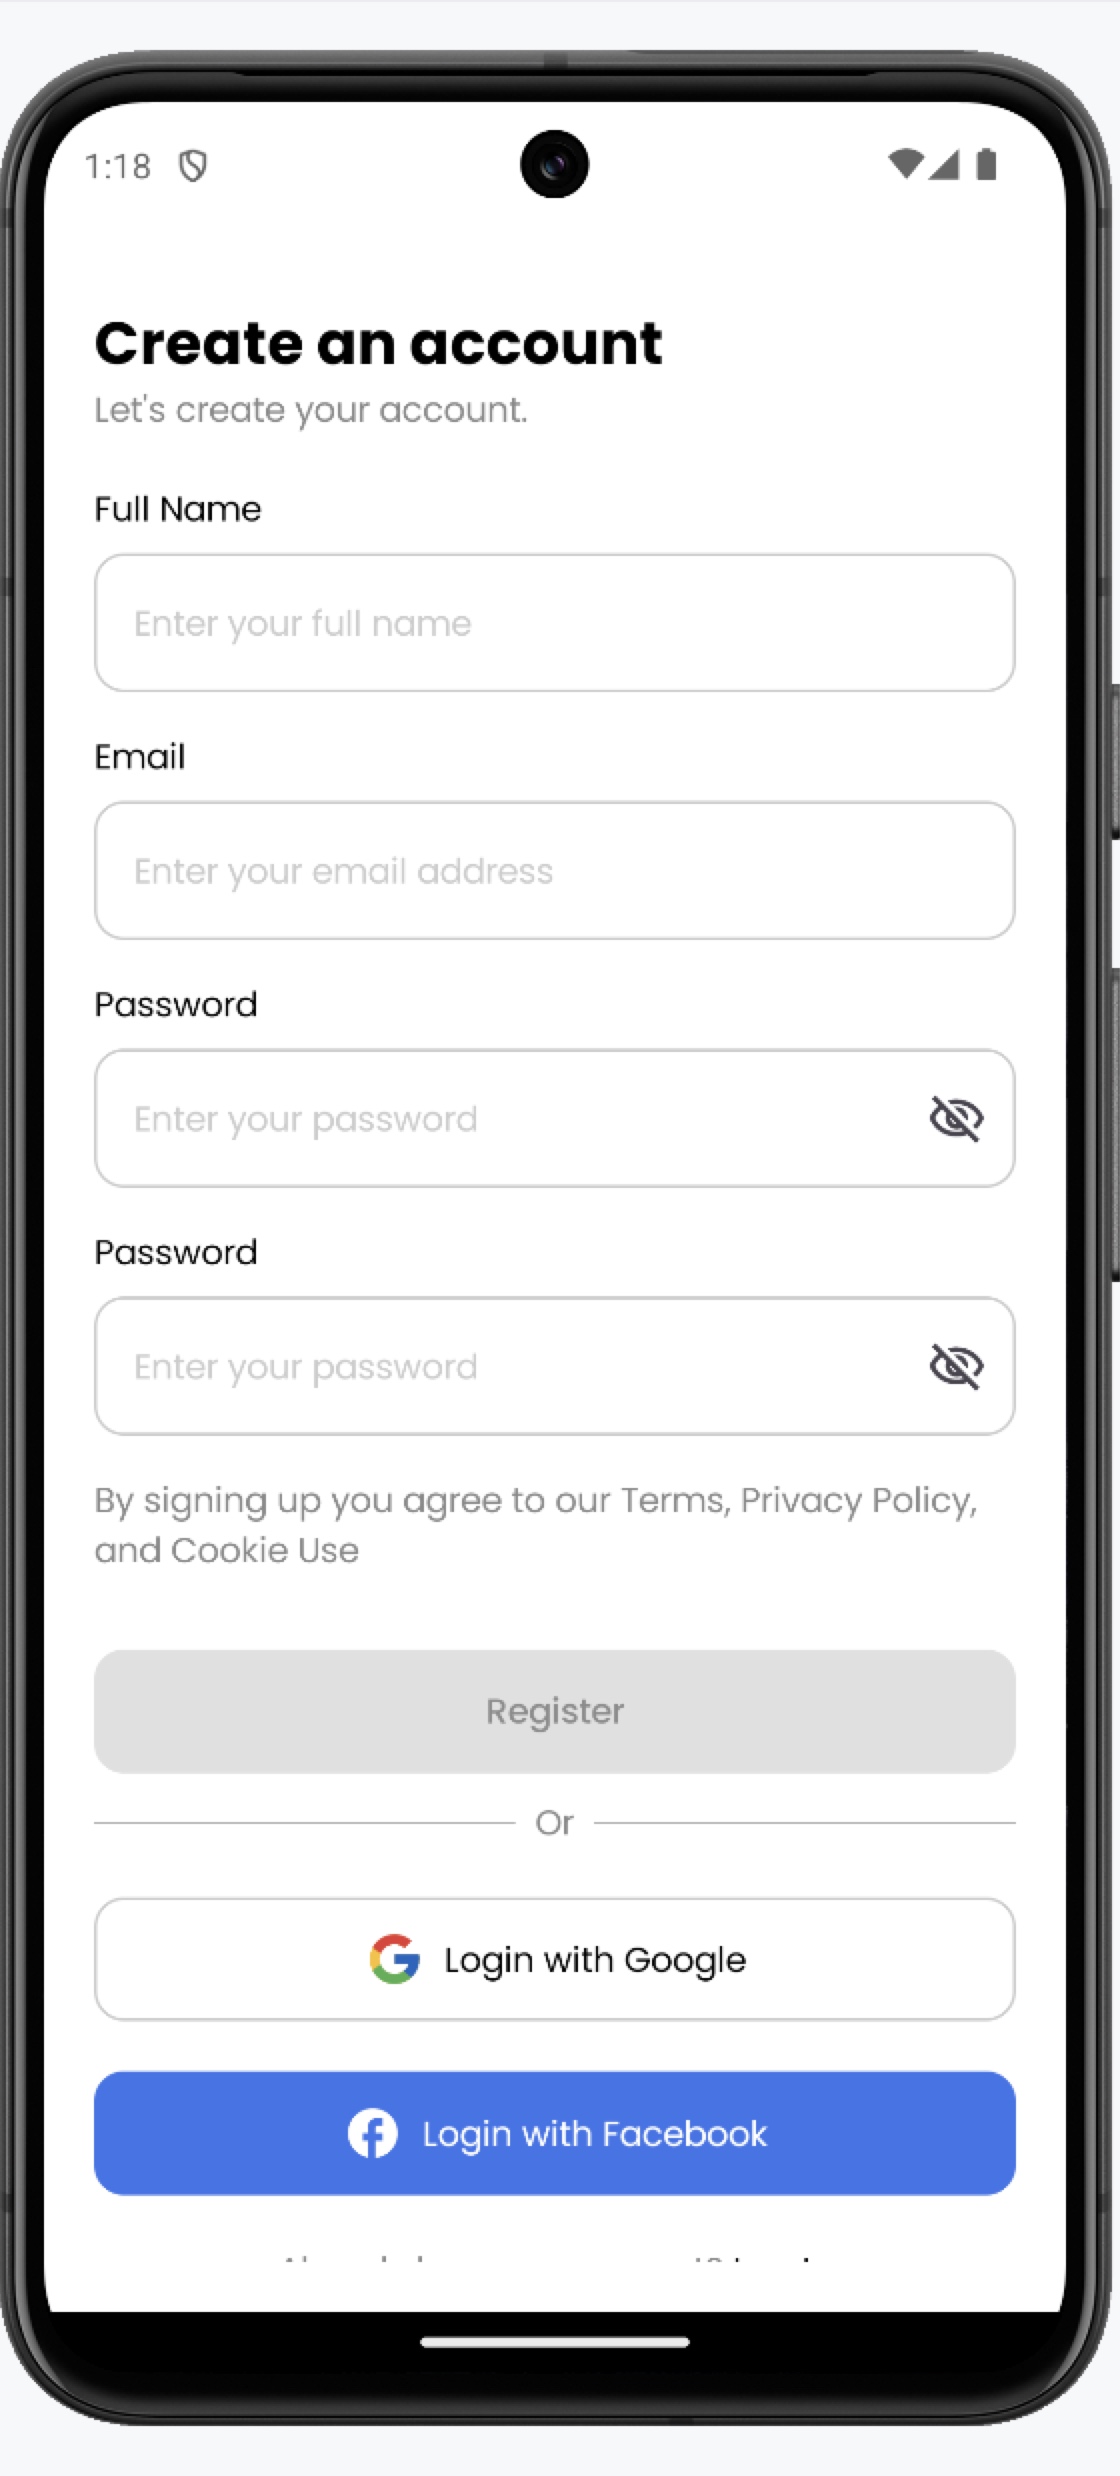 1:18
Create an account
Let's create your account.
Full Name
Enter your full name
Email
Enter your email address
Password
Enter your password
Password
Enter your password
By signing up you agree to our Terms, Privacy Policy,
and Cookie Use
Register
Or
Login with Google
Login with Facebook